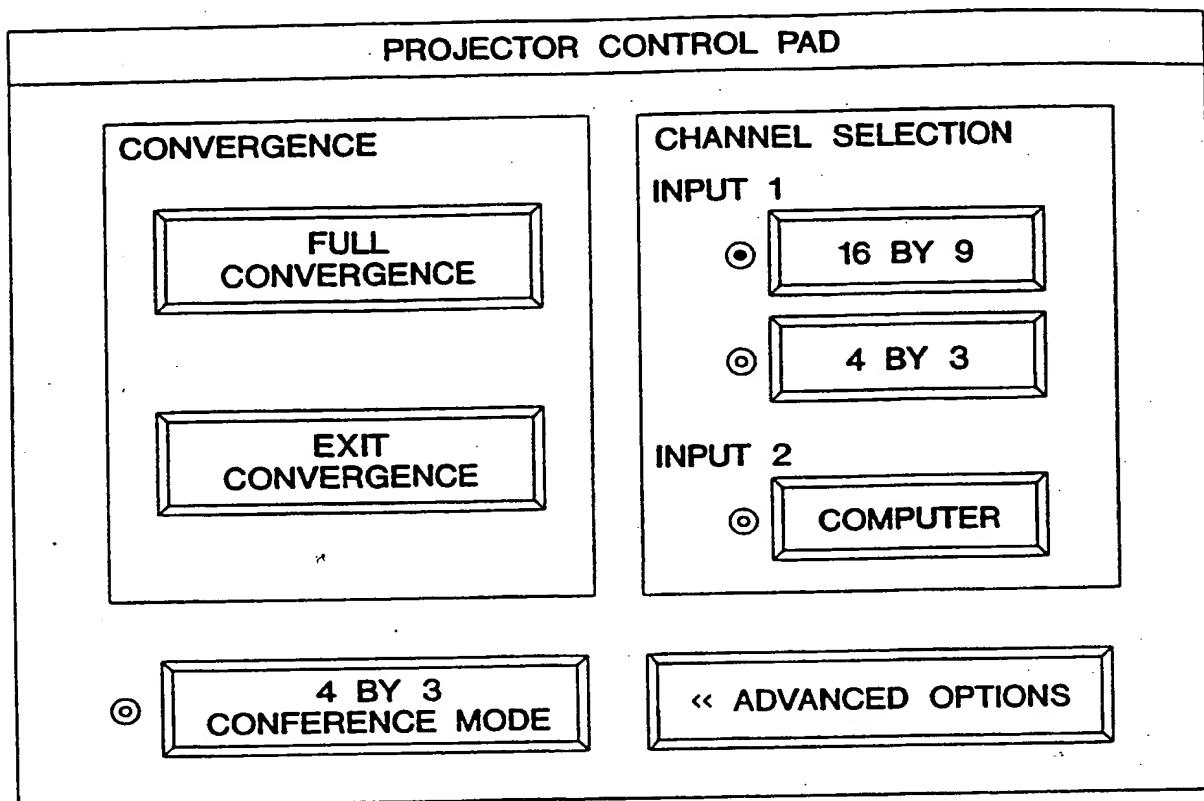 PROJECTOR CONTROL PAD
CONVERGENCE
FULL
CONVERGENCE
EXIT
CONVERGENCE
CHANNEL SELECTION
INPUT 1
16 BY 9
4 BY 3
INPUT 2
COMPUTER
4 BY 3
CONFERENCE MODE
‹‹ ADVANCED OPTIONS